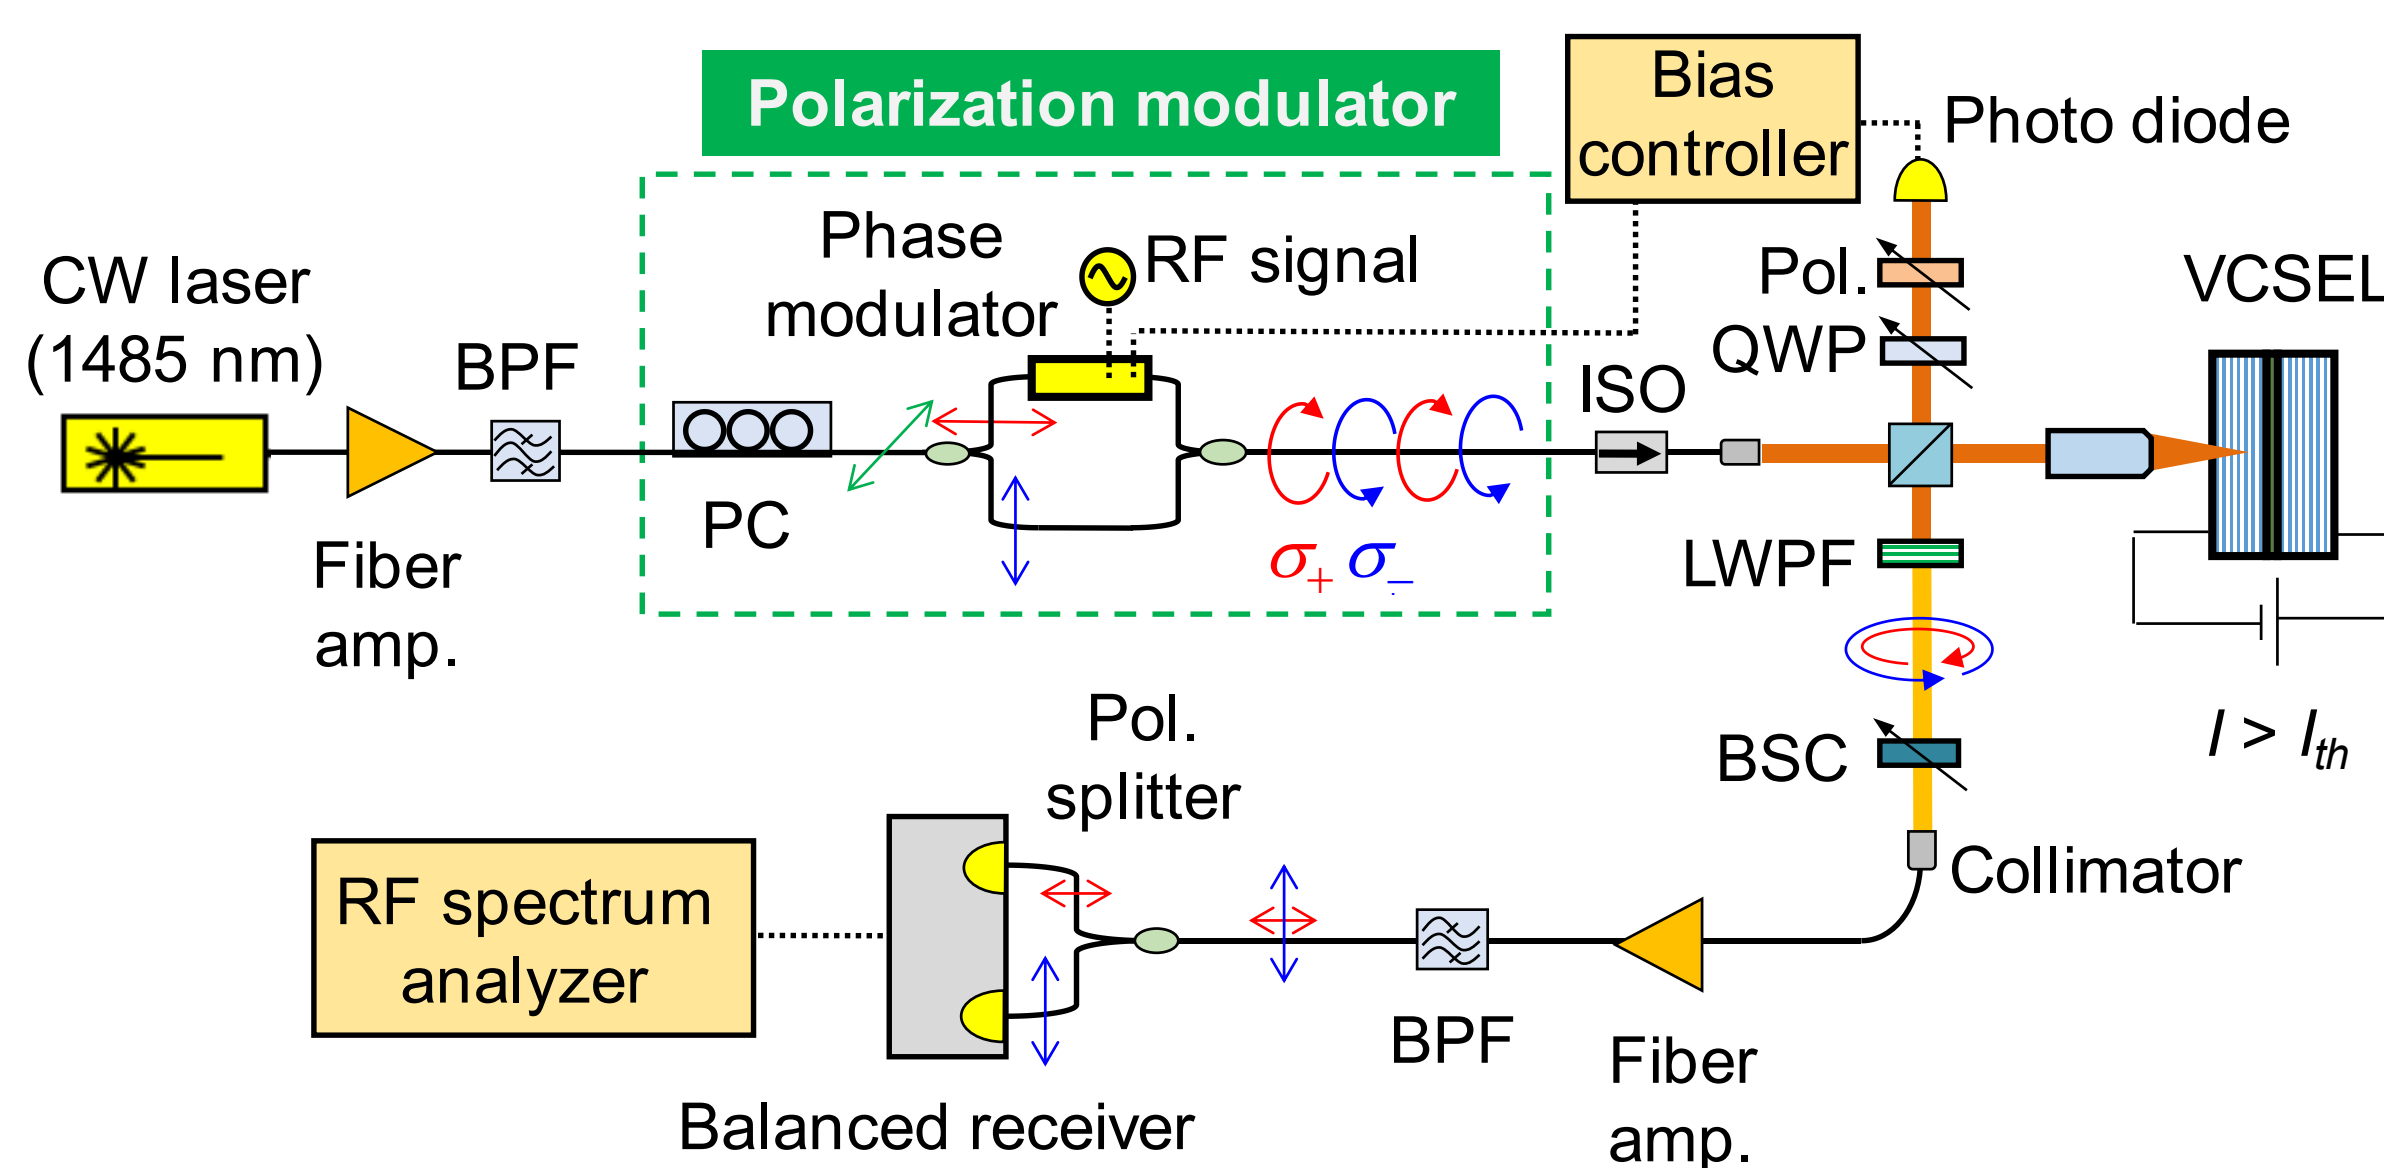 Polarization modulator
Bias
controller
Photo diode
CW laser
(1485 nm)
BPF
Fiber
amp.
PC
Phase
modulator
RF signal
σ+ σ−
ISO
Pol.
QWP
VCSEL
LWPF
BSC
I > Ith
Collimator
Pol.
splitter
RF spectrum
analyzer
Balanced receiver
BPF
Fiber
amp.